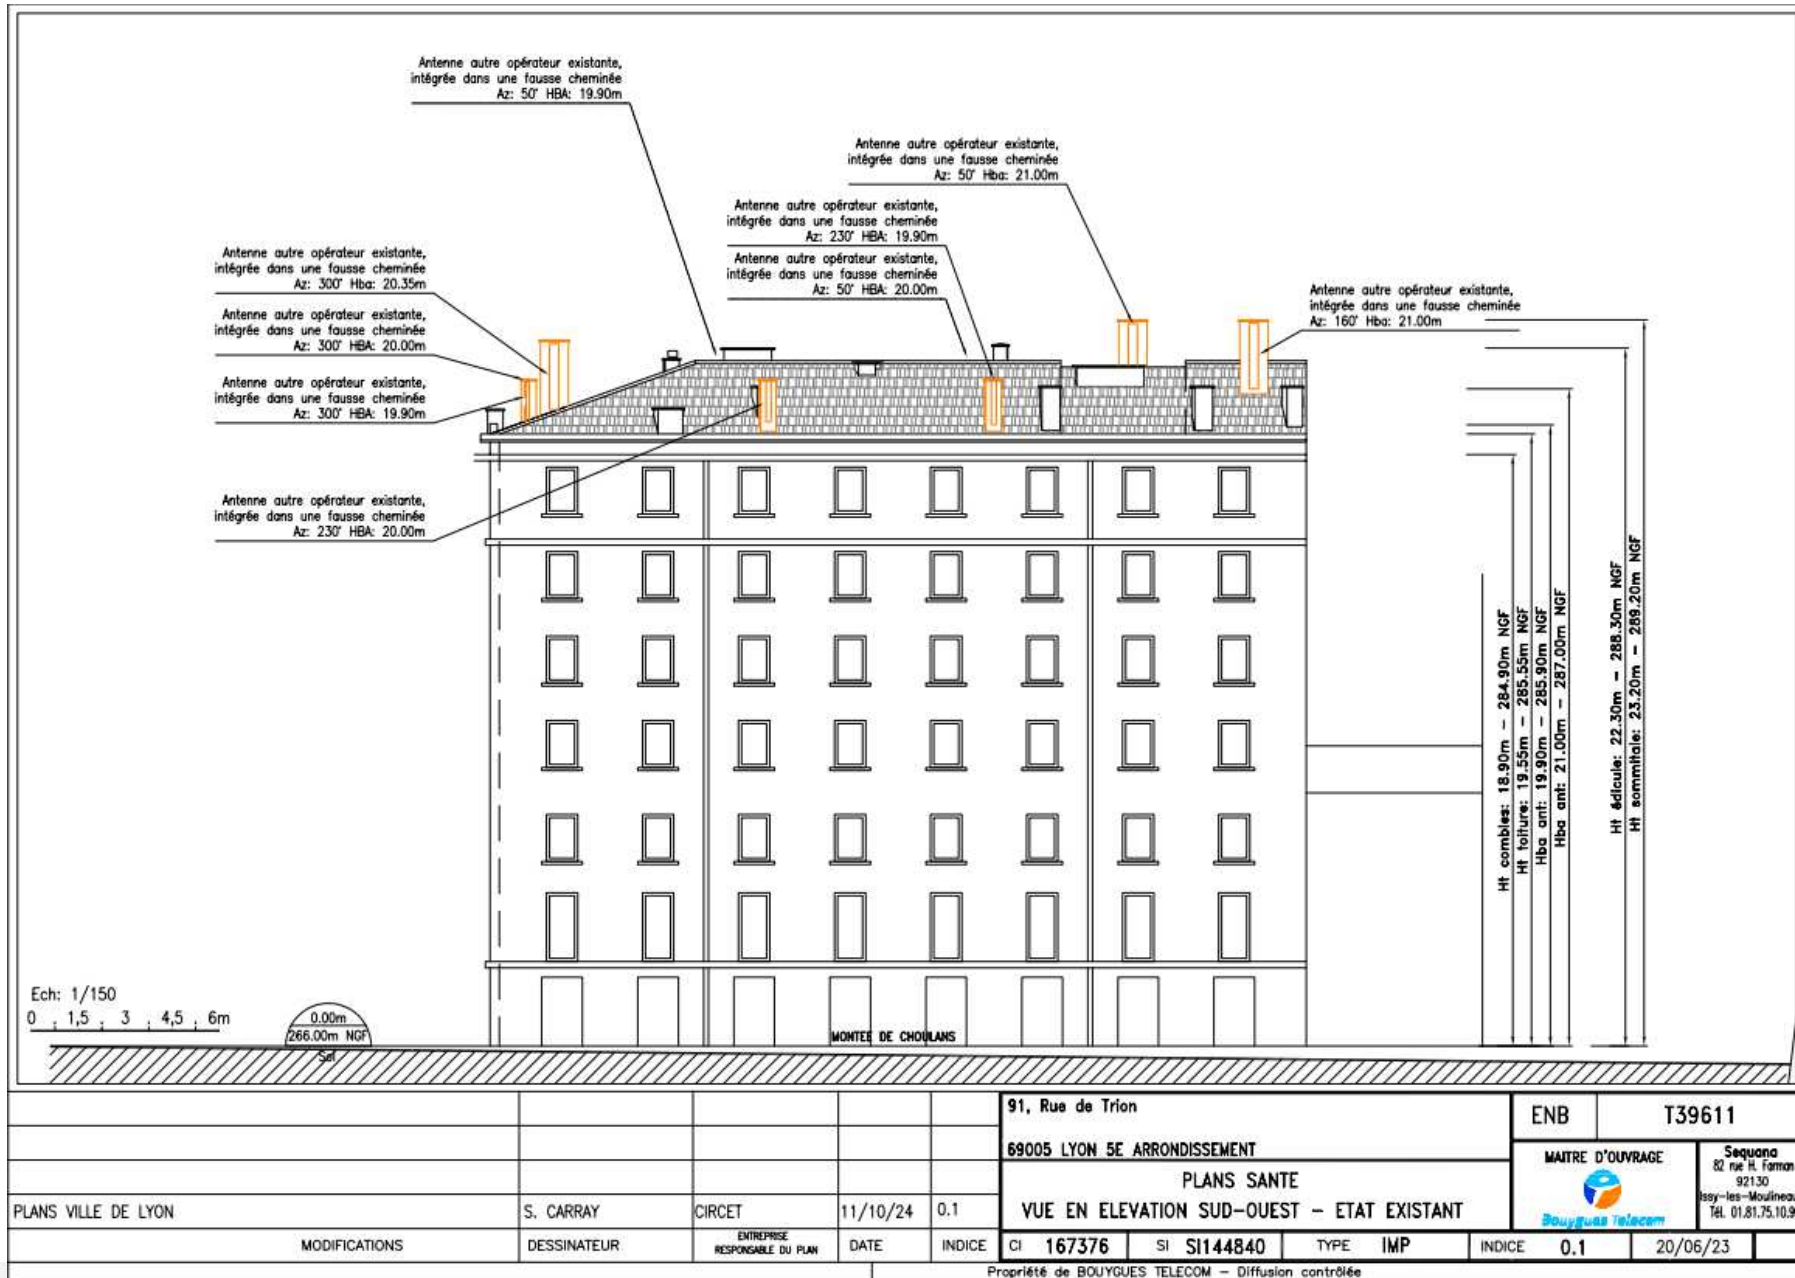 Antenne autre opérateur existante,
intégrée dans une fausse cheminée
Az: 50° HBA: 19.90m
Antenne autre opérateur existante,
intégrée dans une fausse cheminée
Az: 50° Hba: 21.00m
Antenne autre opérateur existante,
intégrée dans une fausse cheminée
Az: 230° HBA: 19.90m
Antenne autre opérateur existante,
intégrée dans une fausse cheminée
Az: 50° HBA: 20.00m
Antenne autre opérateur existante,
intégrée dans une fausse cheminée
Az: 300° Hba: 20.35m
Antenne autre opérateur existante,
intégrée dans une fausse cheminée
Az: 300° HBA: 20.00m
Antenne autre opérateur existante,
intégrée dans une fausse cheminée
Az: 300° HBA: 19.90m
Antenne autre opérateur existante,
intégrée dans une fausse cheminée
Az: 160° Hba: 21.00m
Antenne autre opérateur existante,
intégrée dans une fausse cheminée
Az: 230° HBA: 20.00m
Ht combles: 18.90m - 284.90m NGF
Ht toiture: 19.55m - 285.55m NGF
Hba ant: 19.90m - 285.90m NGF
Hba ant: 21.00m - 287.00m NGF
Ht édicule: 22.30m - 288.30m NGF
Ht sommitale: 23.20m - 289.20m NGF
Ech: 1/150
0 1,5 3 4,5 6m
0.00m
266.00m NGF
Sol
MONTEE DE CHOULANS
91, Rue de Trion
69005 LYON 5E ARRONDISSEMENT
ENB T39611
PLANS SANTE
VUE EN ELEVATION SUD-OUEST - ETAT EXISTANT
MAITRE D'OUVRAGE
Bouygues Telecom
Sequana
82 rue H. Farman
92130
Issy-les-Moulineau
Tél. 01.81.75.10.9
PLANS VILLE DE LYON S. CARRAY CIRCET 11/10/24 0.1
MODIFICATIONS DESSINATEUR ENTREPRISE RESPONSABLE DU PLAN DATE INDICE
CI 167376 SI SI144840 TYPE IMP INDICE 0.1 20/06/23
Propriété de BOUYGUES TELECOM - Diffusion contrôlée